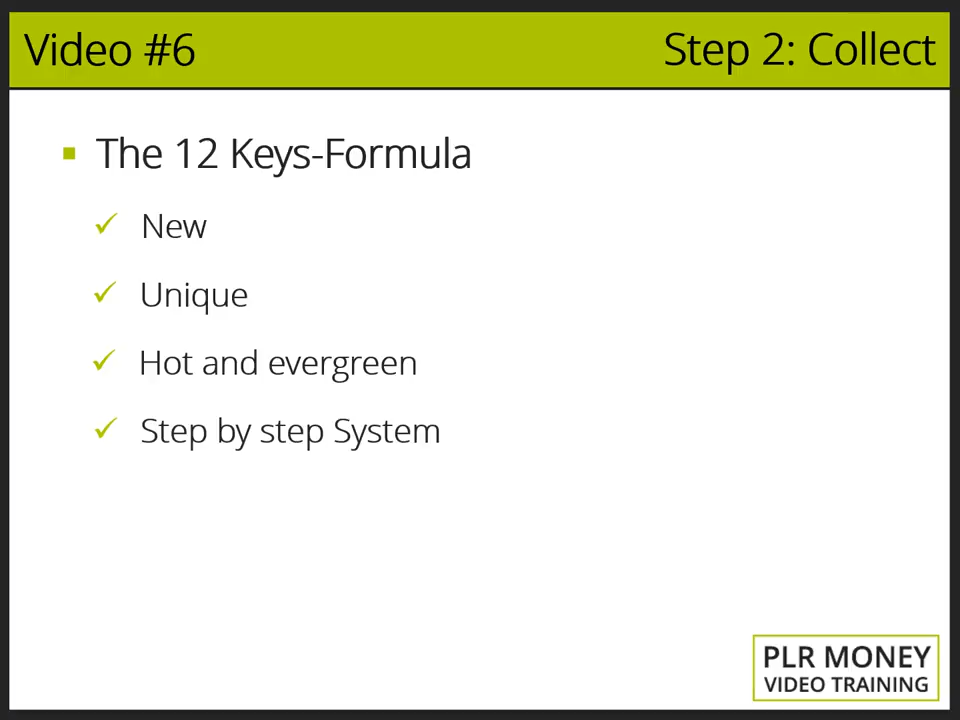 Video #6
Step 2: Collect
The 12 Keys-Formula
New
Unique
Hot and evergreen
Step by step System
PLR MONEY
VIDEO TRAINING